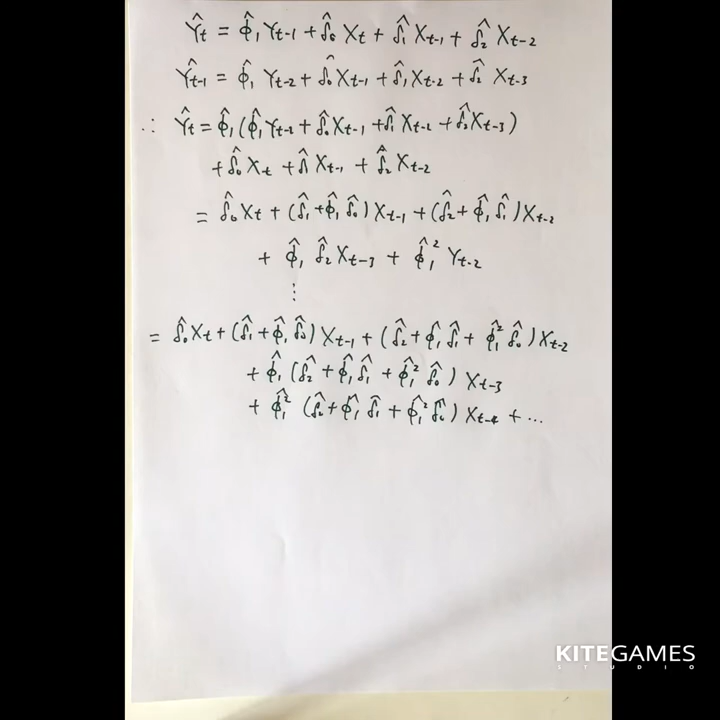 Ŷt = φ̂₁ Yt-1 + δ̂₀ Xt + δ̂₁ Xt-1 + δ̂₂ Xt-2
Ŷt-1 = φ̂₁ Yt-2 + δ̂₀ Xt-1 + δ̂₁ Xt-2 + δ̂₂ Xt-3
∴ Ŷt = φ̂₁ (φ̂₁ Yt-2 + δ̂₀ Xt-1 + δ̂₁ Xt-2 + δ̂₂ Xt-3)
+ δ̂₀ Xt + δ̂₁ Xt-1 + δ̂₂ Xt-2
= δ̂₀ Xt + (δ̂₁ + φ̂₁ δ̂₀) Xt-1 + (δ̂₂ + φ̂₁ δ̂₁) Xt-2
+ φ̂₁ δ̂₂ Xt-3 + φ̂₁² Yt-2
⋮
= δ̂₀ Xt + (δ̂₁ + φ̂₁ δ̂₀) Xt-1 + (δ̂₂ + φ̂₁ δ̂₁ + φ̂₁² δ̂₀) Xt-2
+ φ̂₁ (δ̂₂ + φ̂₁ δ̂₁ + φ̂₁² δ̂₀) Xt-3
+ φ̂₁² (δ̂₂ + φ̂₁ δ̂₁ + φ̂₁² δ̂₀) Xt-4 + ...
KITEGAMES
STUDIO